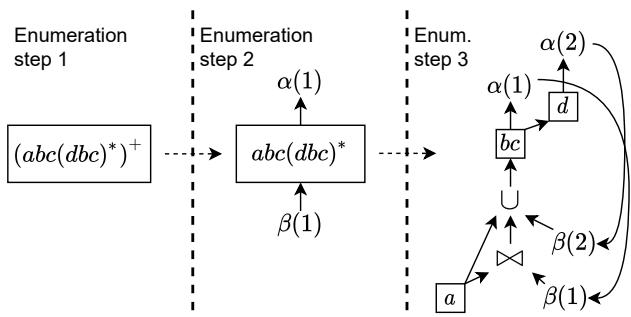 Enumeration
step 1
(abc(dbc)*)⁺
Enumeration
step 2
α(1)
abc(dbc)*
β(1)
Enum.
step 3
α(2)
α(1)
d
bc
∪
β(2)
⋈
β(1)
a